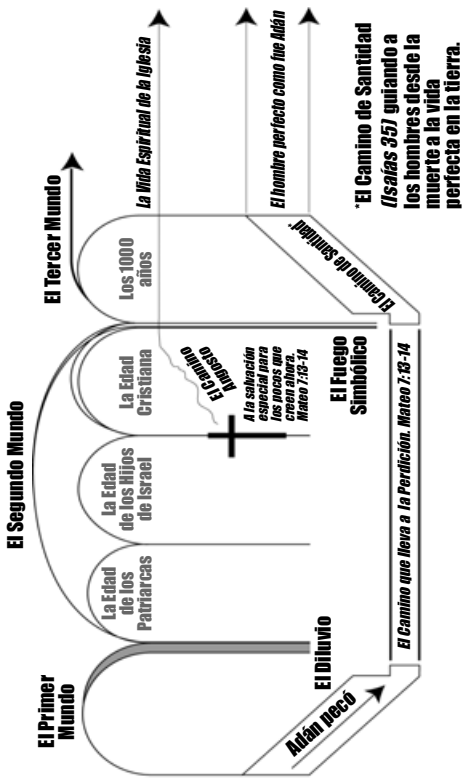 El Primer
Mundo
El Segundo Mundo
El Tercer Mundo
La Edad
de los
Patriarcas
La Edad
de los Hijos
de Israel
La Edad
Cristiana
Los 1000
años
La Vida Espiritual de la Iglesia
El hombre perfecto como fue Adán
El Camino
Angosto
A la salvación
especial para
los pocos que
creen ahora.
Mateo 7:13-14
El Diluvio
El Fuego
Simbólico
Adán pecó
El Camino que lleva a la Perdición. Mateo 7:13-14
El Camino de Santidad*
*El Camino de Santidad
(Isaías 35) guiando a
los hombres desde la
muerte a la vida
perfecta en la tierra.